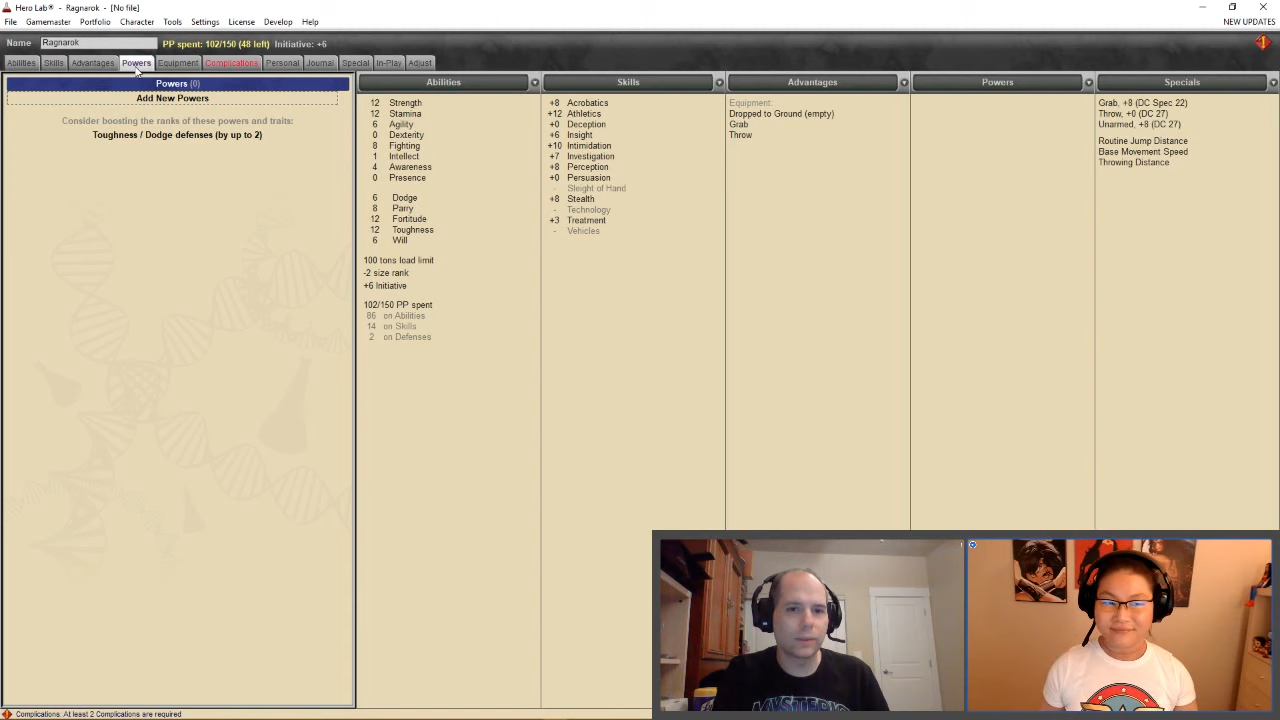 Hero Lab® - Ragnarok - [No file]
File Gamemaster Portfolio Character Tools Settings License Develop Help
NEW UPDATES
Name Ragnarok PP spent: 102/150 (48 left) Initiative: +6
Abilities Skills Advantages Powers Equipment Complications Personal Journal Special In-Play Adjust
Powers (0)
Add New Powers
Consider boosting the ranks of these powers and traits:
Toughness / Dodge defenses (by up to 2)
Abilities
12 Strength
12 Stamina
6 Agility
0 Dexterity
8 Fighting
1 Intellect
4 Awareness
0 Presence
6 Dodge
8 Parry
12 Fortitude
12 Toughness
6 Will
100 tons load limit
-2 size rank
+6 Initiative
102/150 PP spent
86 on Abilities
14 on Skills
2 on Defenses
Skills
+8 Acrobatics
+12 Athletics
+0 Deception
+6 Insight
+10 Intimidation
+7 Investigation
+8 Perception
+0 Persuasion
- Sleight of Hand
+8 Stealth
- Technology
+3 Treatment
- Vehicles
Advantages
Equipment:
Dropped to Ground (empty)
Grab
Throw
Powers
Specials
Grab, +8 (DC Spec 22)
Throw, +0 (DC 27)
Unarmed, +8 (DC 27)
Routine Jump Distance
Base Movement Speed
Throwing Distance
Complications: At least 2 Complications are required